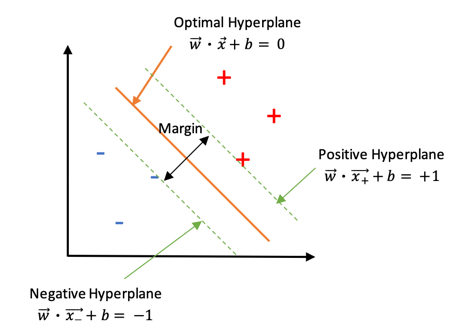 Optimal Hyperplane
w⃗ · x⃗ + b = 0
Margin
Positive Hyperplane
w⃗ · x₊⃗ + b = +1
Negative Hyperplane
w⃗ · x₋⃗ + b = −1